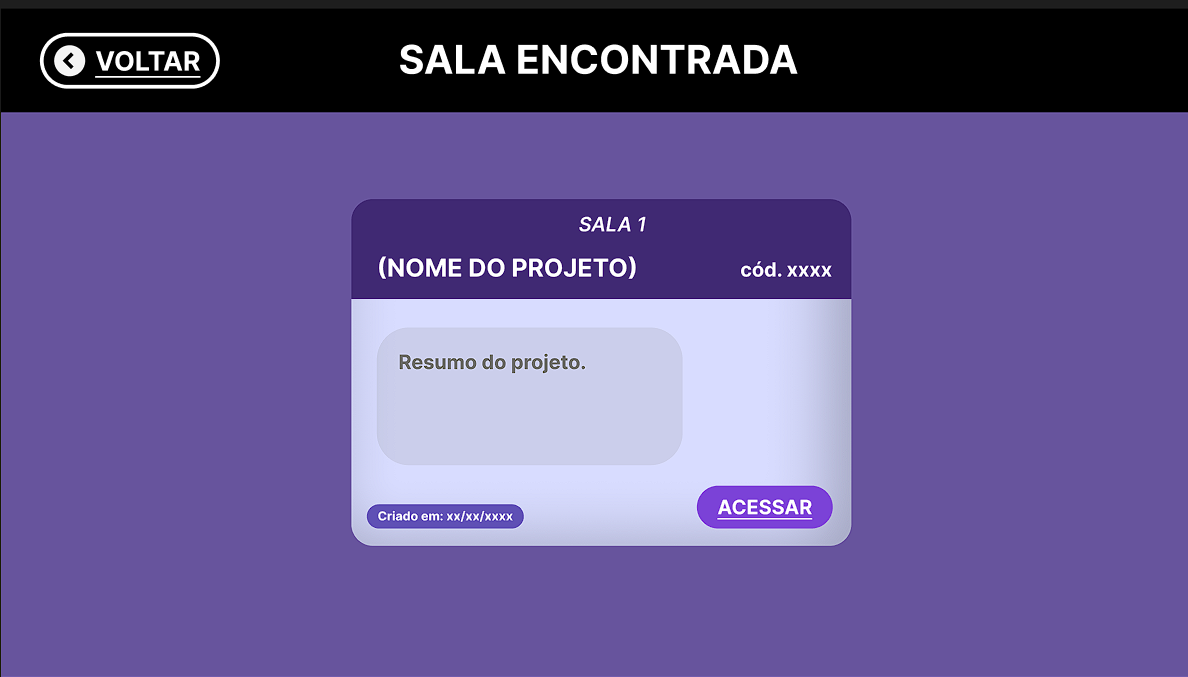 VOLTAR
SALA ENCONTRADA
SALA 1
(NOME DO PROJETO)
cód. xxxx
Resumo do projeto.
Criado em: xx/xx/xxxx
ACESSAR